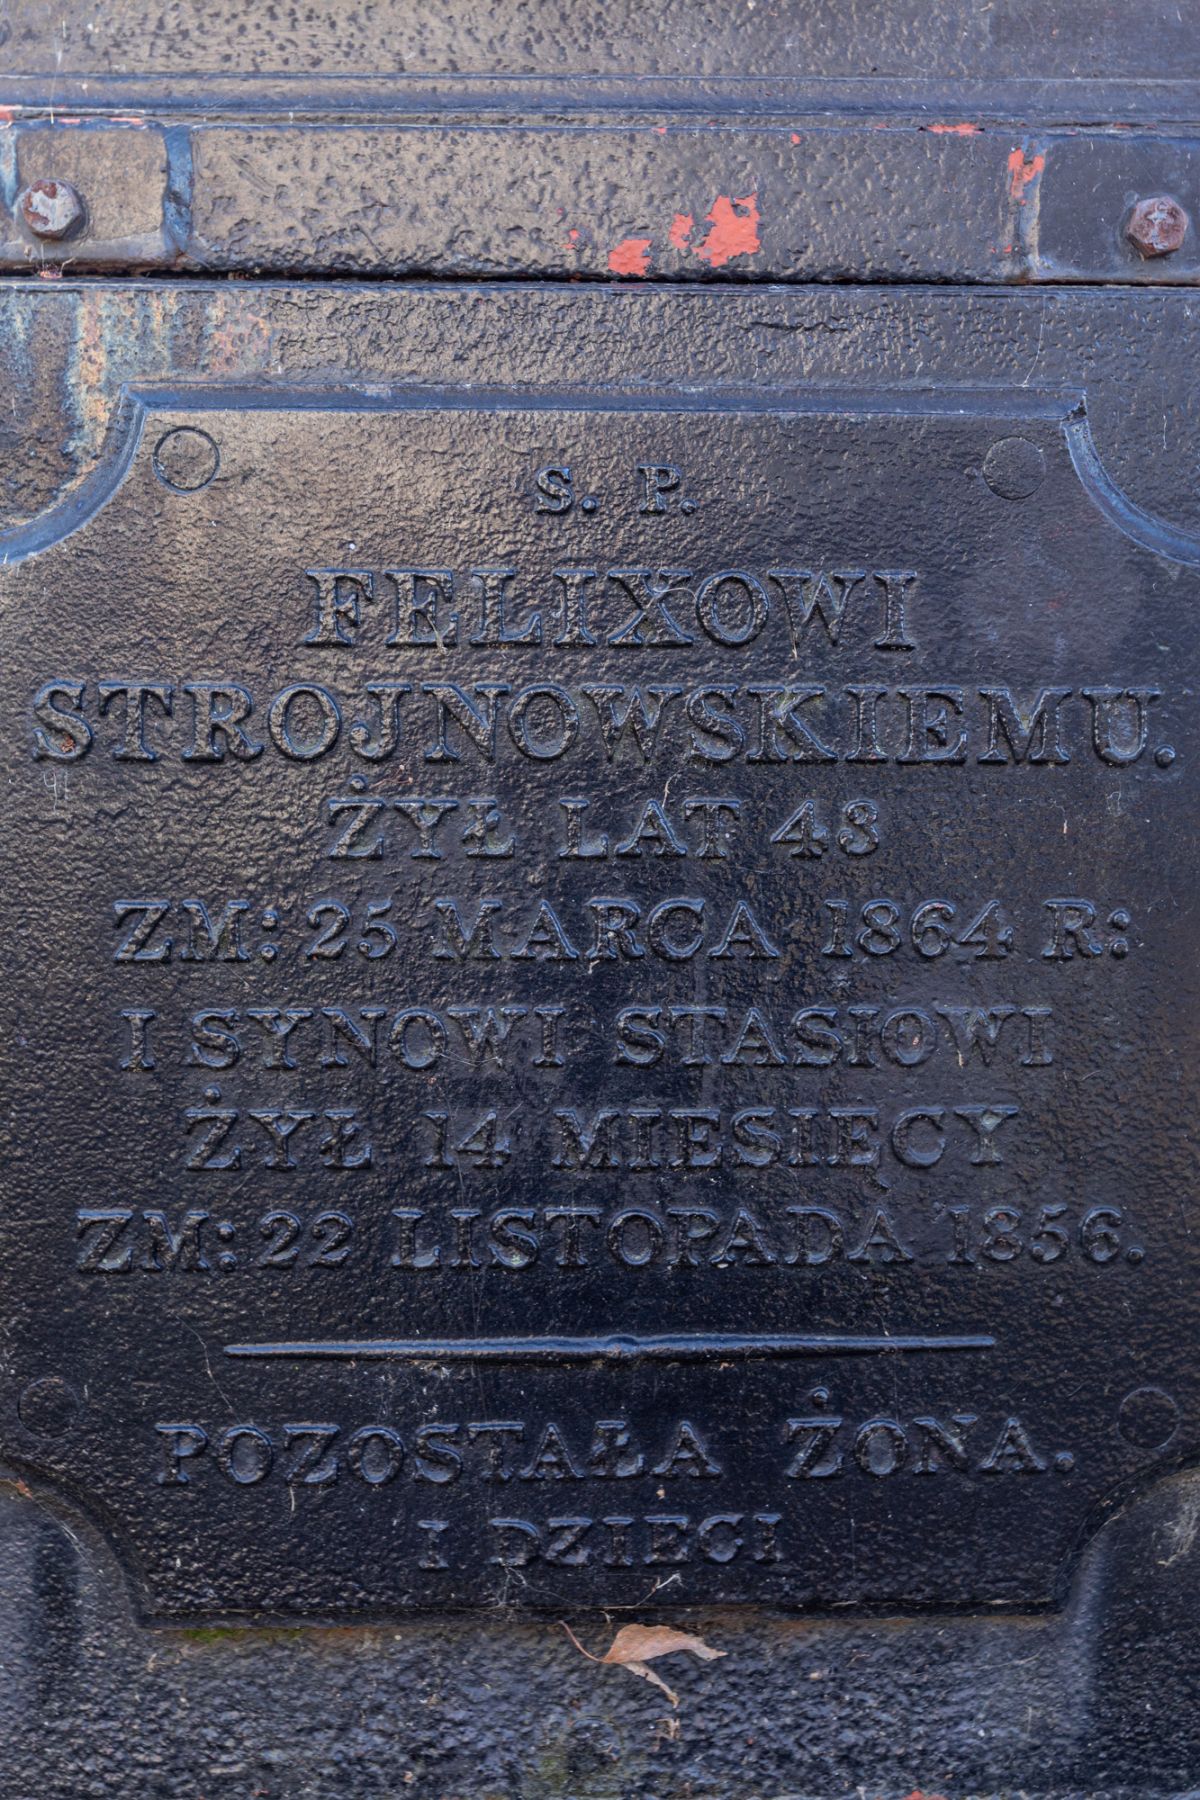 S. P.
FELIXOWI
STROJNOWSKIEMU.
ŻYŁ LAT 43
ZM: 25 MARCA 1864 R:
I SYNOWI STASIOWI
ŻYŁ 14 MIESIĘCY
ZM: 22 LISTOPADA 1856.
POZOSTAŁA ŻONA.
I DZIECI